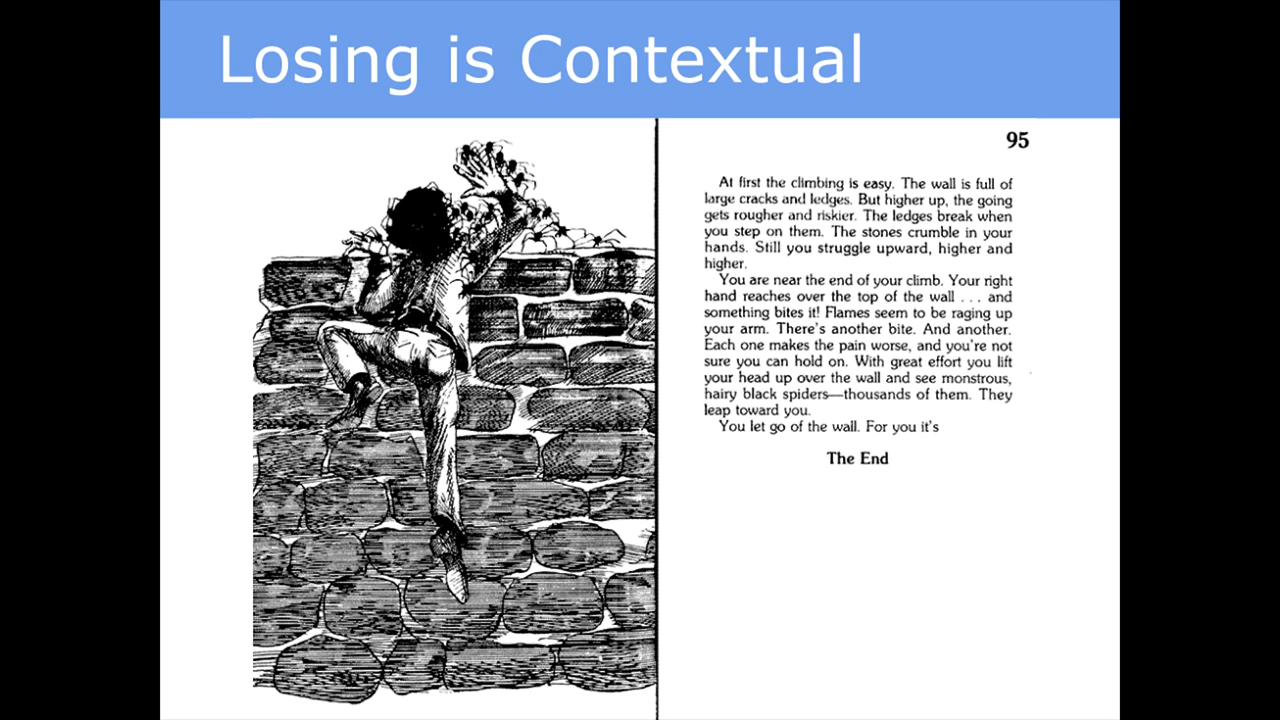 Losing is Contextual
95
At first the climbing is easy. The wall is full of
large cracks and ledges. But higher up, the going
gets rougher and riskier. The ledges break when
you step on them. The stones crumble in your
hands. Still you struggle upward, higher and
higher.
You are near the end of your climb. Your right
hand reaches over the top of the wall . . . and
something bites it! Flames seem to be raging up
your arm. There's another bite. And another.
Each one makes the pain worse, and you're not
sure you can hold on. With great effort you lift
your head up over the wall and see monstrous,
hairy black spiders—thousands of them. They
leap toward you.
You let go of the wall. For you it's
The End